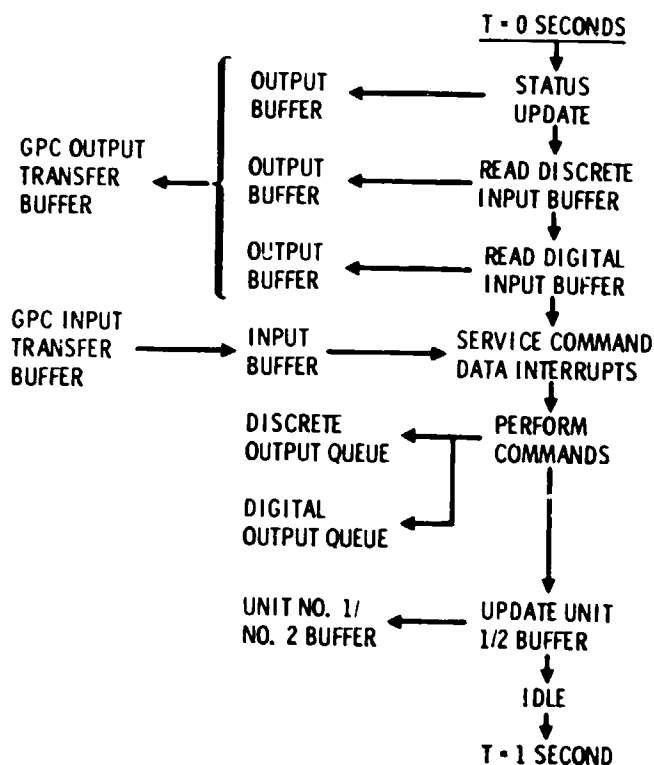 T = 0 SECONDS
OUTPUT
BUFFER
STATUS
UPDATE
GPC OUTPUT
TRANSFER
BUFFER
OUTPUT
BUFFER
READ DISCRETE
INPUT BUFFER
OUTPUT
BUFFER
READ DIGITAL
INPUT BUFFER
GPC INPUT
TRANSFER
BUFFER
INPUT
BUFFER
SERVICE COMMAND
DATA INTERRUPTS
DISCRETE
OUTPUT QUEUE
PERFORM
COMMANDS
DIGITAL
OUTPUT QUEUE
UNIT NO. 1/
NO. 2 BUFFER
UPDATE UNIT
1/2 BUFFER
IDLE
T = 1 SECOND